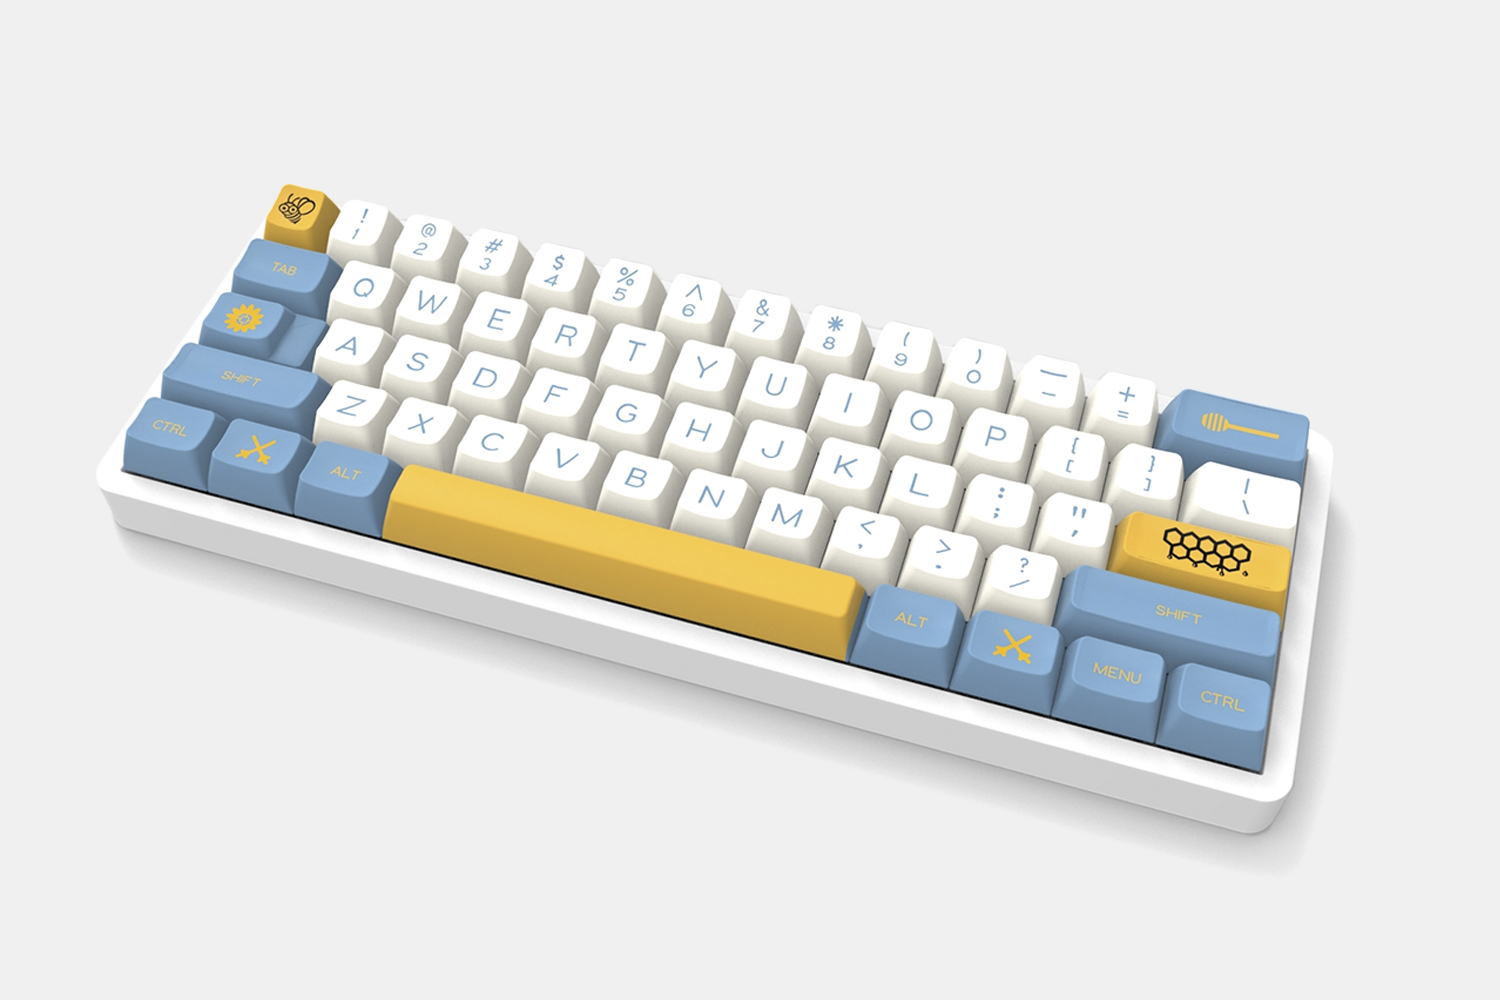 ! @ # $ % ^ & * ( ) — +
1 2 3 4 5 6 7 8 9 0 - =
TAB Q W E R T Y U I O P { } |
[ ] \
A S D F G H J K L : "
; '
SHIFT Z X C V B N M < > ?
, . / SHIFT
CTRL ALT ALT MENU CTRL